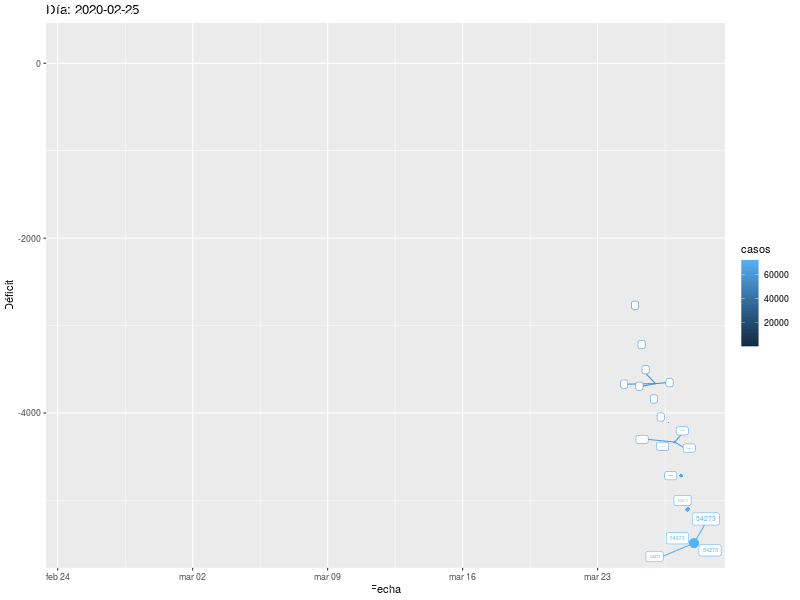 Día: 2020-02-25
0
-2000
-4000
Déficit
feb 24
mar 02
mar 09
mar 16
mar 23
Fecha
casos
60000
40000
20000
54273
54273
54273